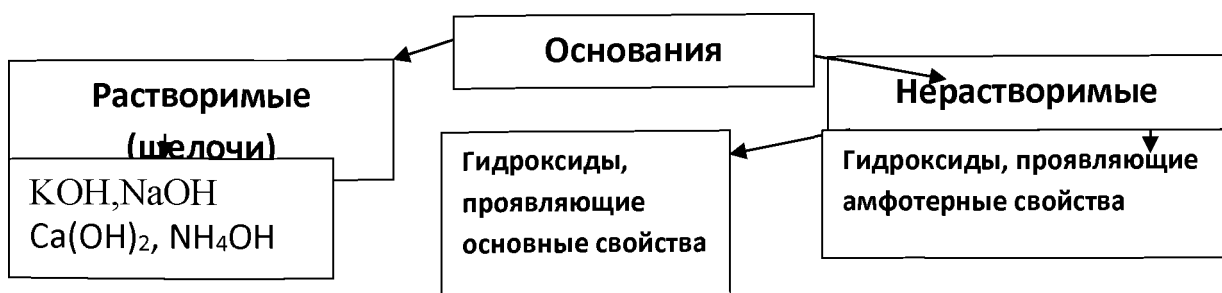 Основания
Растворимые
(щелочи)
Нерастворимые
KOH,NaOH
Ca(OH)₂, NH₄OH
Гидроксиды,
проявляющие
основные свойства
Гидроксиды, проявляющие
амфотерные свойства